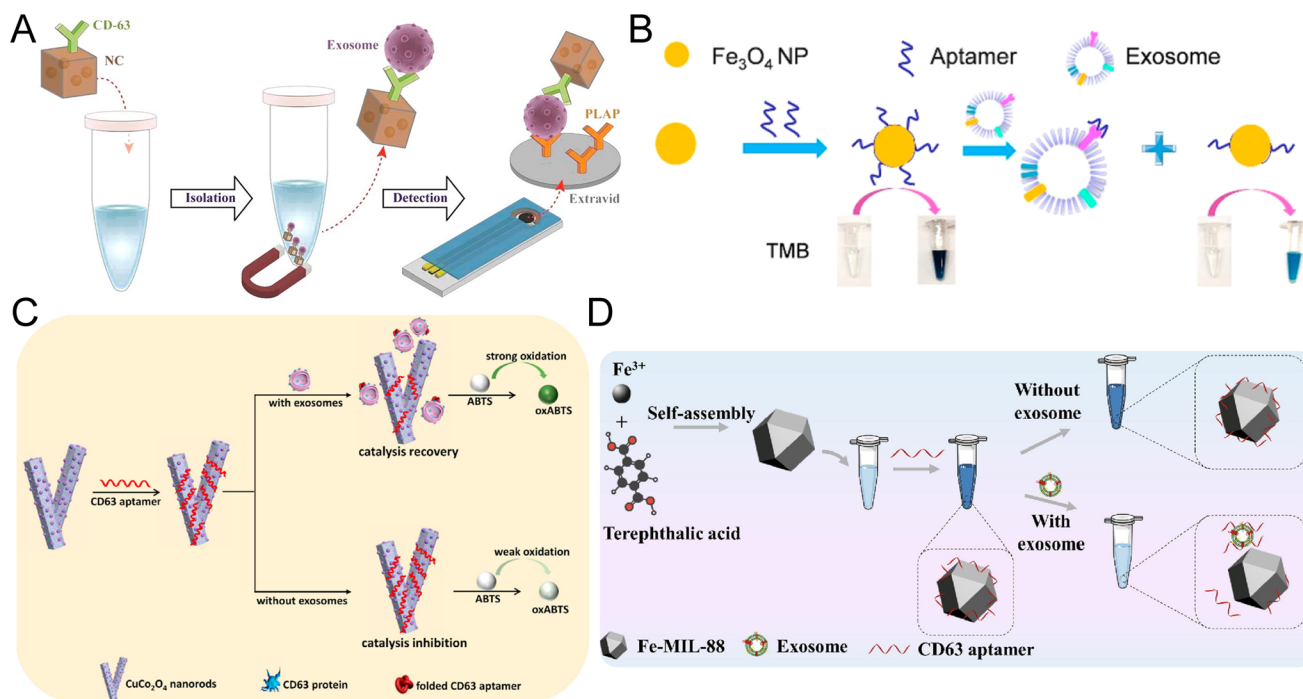 A
CD-63
NC
Isolation
Exosome
Detection
PLAP
Extravid
B
Fe₃O₄ NP
Aptamer
Exosome
TMB
C
CD63 aptamer
with exosomes
catalysis recovery
strong oxidation
ABTS
oxABTS
without exosomes
catalysis inhibition
weak oxidation
ABTS
oxABTS
CuCo₂O₄ nanorods
CD63 protein
folded CD63 aptamer
D
Fe³⁺
+
Terephthalic acid
Self-assembly
Without
exosome
With
exosome
Fe-MIL-88
Exosome
CD63 aptamer